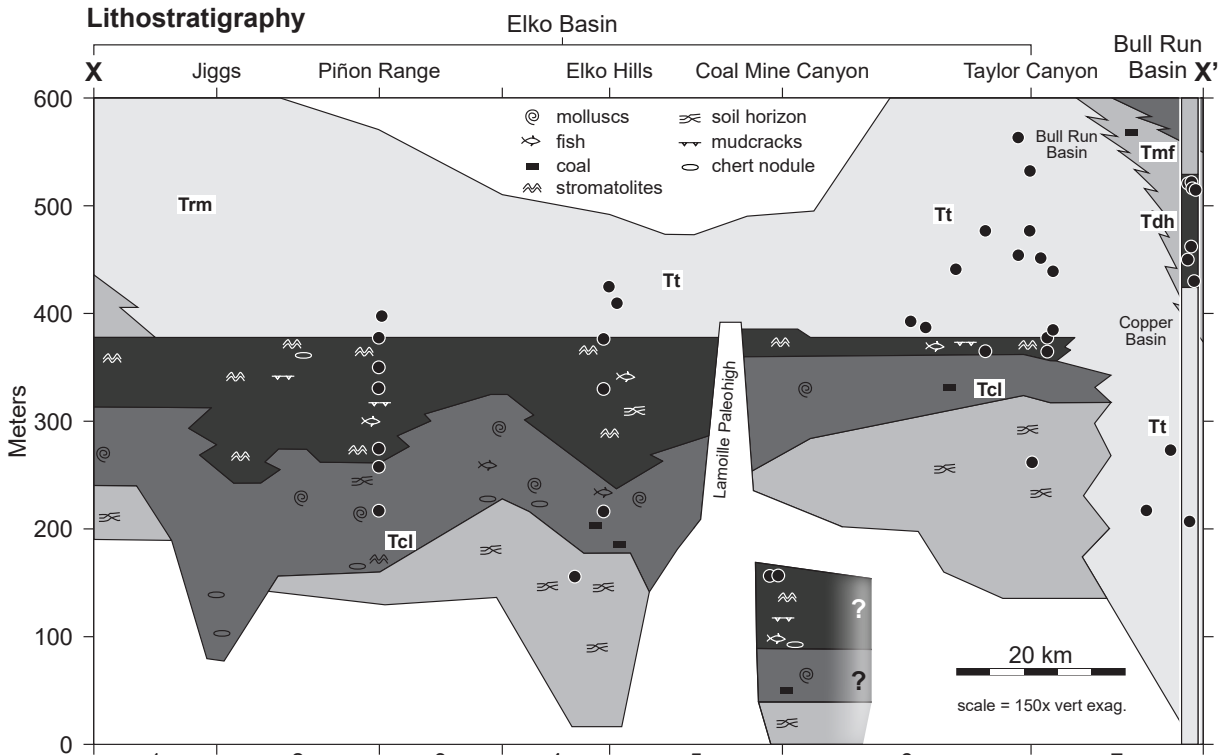 Lithostratigraphy
Elko Basin
Bull Run
Basin
X
Jiggs
Piñon Range
Elko Hills
Coal Mine Canyon
Taylor Canyon
X'
600
molluscs
fish
coal
stromatolites
soil horizon
mudcracks
chert nodule
Bull Run
Basin
Tmf
Trm
500
Tt
Tdh
Tt
400
Copper
Basin
Meters
300
Lamoille Paleohigh
Tcl
Tt
200
Tcl
?
100
?
20 km
scale = 150x vert exag.
0